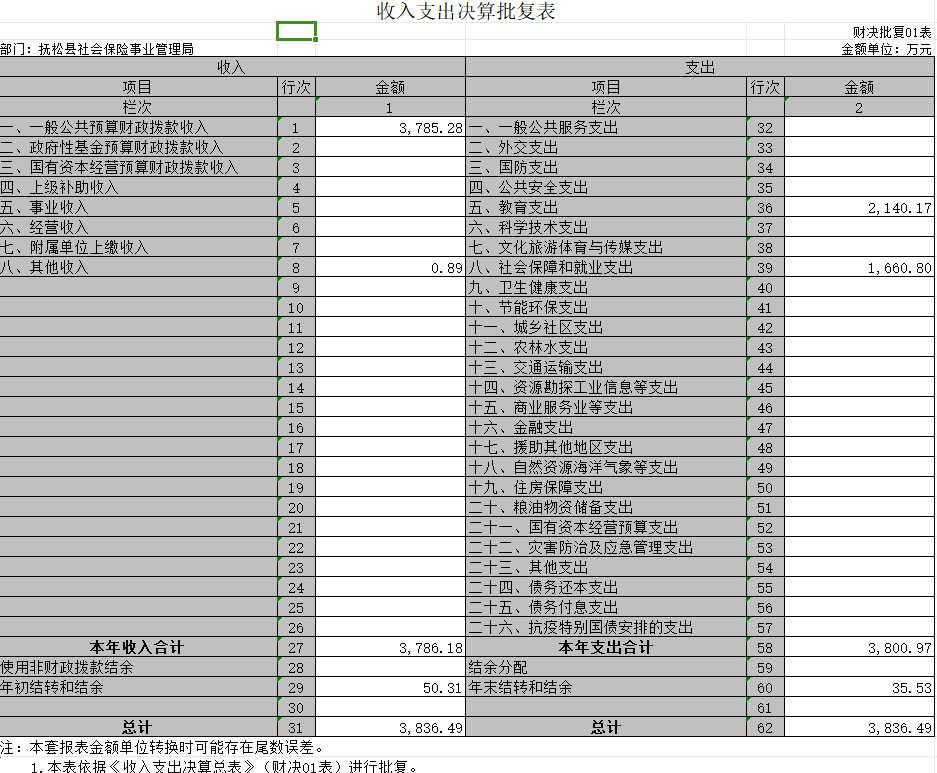 收入支出决算批复表
财决批复01表
部门：抚松县社会保险事业管理局 金额单位：万元
收入 支出
项目 行次 金额 项目 行次 金额
栏次 1 栏次 2
一、一般公共预算财政拨款收入 1 3,785.28 一、一般公共服务支出 32
二、政府性基金预算财政拨款收入 2 二、外交支出 33
三、国有资本经营预算财政拨款收入 3 三、国防支出 34
四、上级补助收入 4 四、公共安全支出 35
五、事业收入 5 五、教育支出 36 2,140.17
六、经营收入 6 六、科学技术支出 37
七、附属单位上缴收入 7 七、文化旅游体育与传媒支出 38
八、其他收入 8 0.89 八、社会保障和就业支出 39 1,660.80
9 九、卫生健康支出 40
10 十、节能环保支出 41
11 十一、城乡社区支出 42
12 十二、农林水支出 43
13 十三、交通运输支出 44
14 十四、资源勘探工业信息等支出 45
15 十五、商业服务业等支出 46
16 十六、金融支出 47
17 十七、援助其他地区支出 48
18 十八、自然资源海洋气象等支出 49
19 十九、住房保障支出 50
20 二十、粮油物资储备支出 51
21 二十一、国有资本经营预算支出 52
22 二十二、灾害防治及应急管理支出 53
23 二十三、其他支出 54
24 二十四、债务还本支出 55
25 二十五、债务付息支出 56
26 二十六、抗疫特别国债安排的支出 57
本年收入合计 27 3,786.18 本年支出合计 58 3,800.97
使用非财政拨款结余 28 结余分配 59
年初结转和结余 29 50.31 年末结转和结余 60 35.53
30 61
总计 31 3,836.49 总计 62 3,836.49
注：本套报表金额单位转换时可能存在尾数误差。
1.本表依据《收入支出决算总表》（财决01表）进行批复。